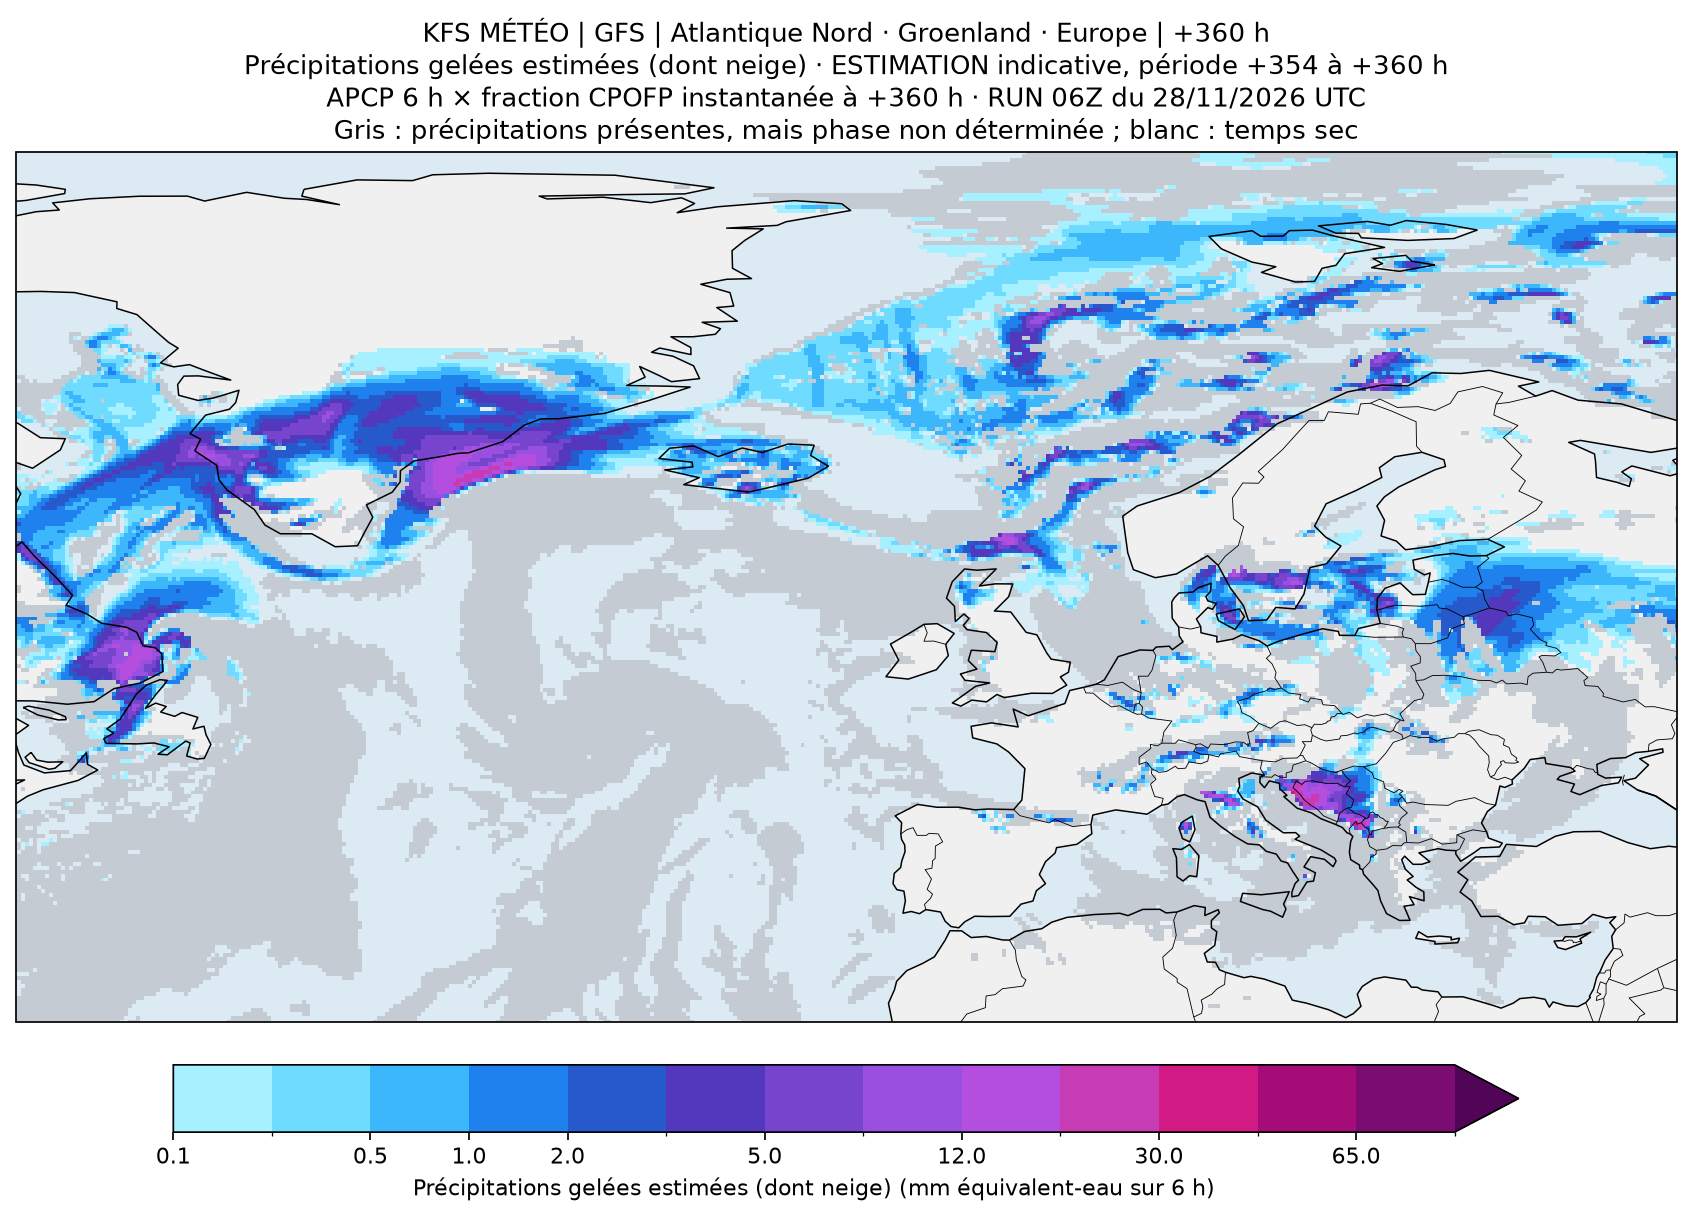 KFS MÉTÉO | GFS | Atlantique Nord · Groenland · Europe | +360 h
Précipitations gelées estimées (dont neige) · ESTIMATION indicative, période +354 à +360 h
APCP 6 h × fraction CPOFP instantanée à +360 h · RUN 06Z du 28/11/2026 UTC
Gris : précipitations présentes, mais phase non déterminée ; blanc : temps sec
0.1 0.5 1.0 2.0 5.0 12.0 30.0 65.0
Précipitations gelées estimées (dont neige) (mm équivalent-eau sur 6 h)